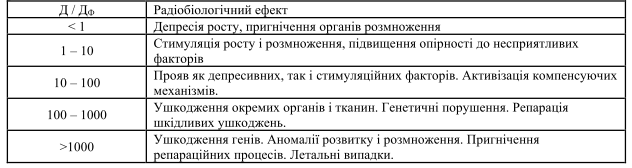 Д / Дф Радіобіологічний ефект
< 1 Депресія росту, пригнічення органів розмноження
1 – 10 Стимуляція росту і розмноження, підвищення опірності до несприятливих
факторів
10 – 100 Прояв як депресивних, так і стимуляційних факторів. Активізація компенсуючих
механізмів.
100 – 1000 Ушкодження окремих органів і тканин. Генетичні порушення. Репарація
шкідливих ушкоджень.
>1000 Ушкодження генів. Аномалії розвитку і розмноження. Пригнічення
репараційних процесів. Летальні випадки.